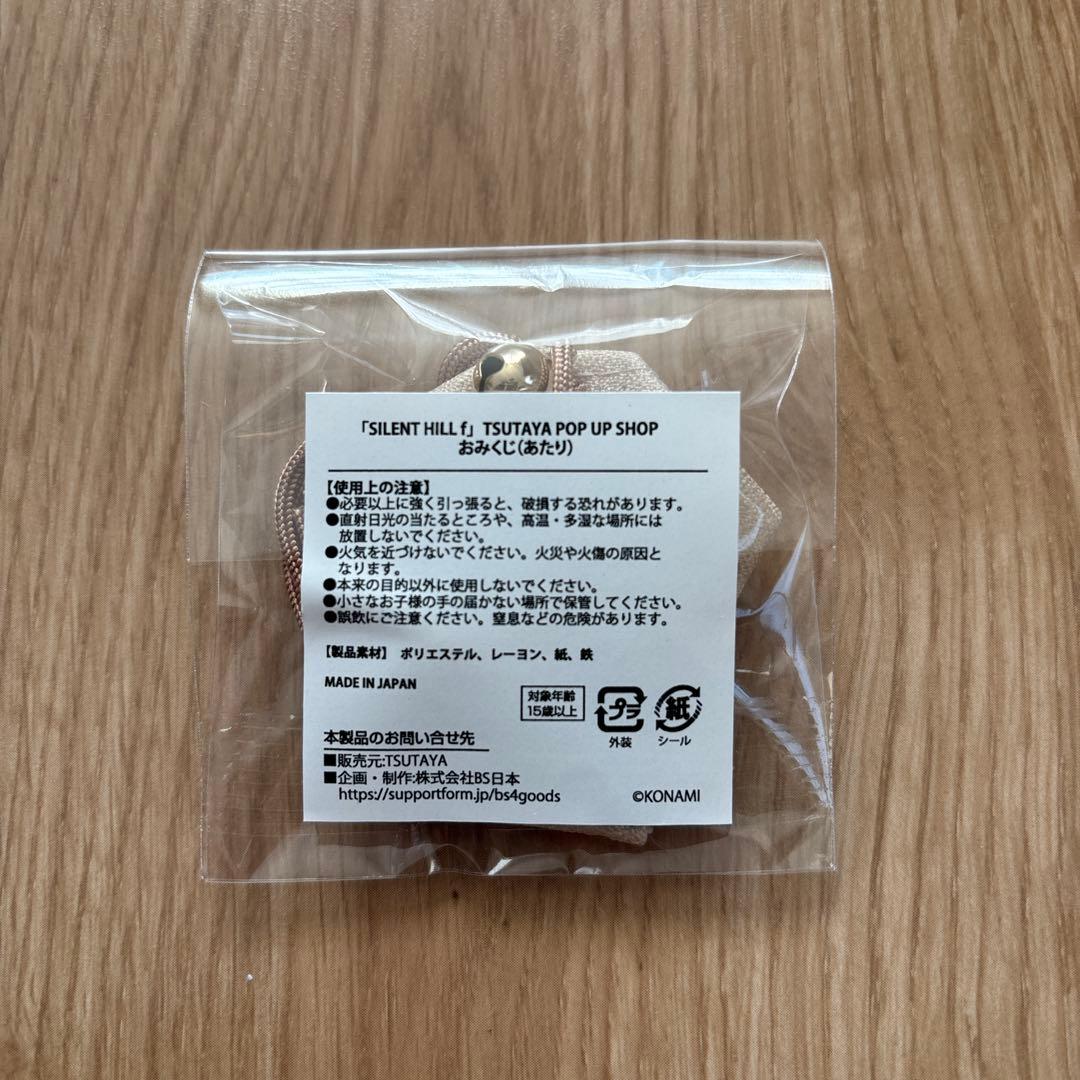 「SILENT HILL f」TSUTAYA POP UP SHOP
おみくじ(あたり)
【使用上の注意】
●必要以上に強く引っ張ると、破損する恐れがあります。
●直射日光の当たるところや、高温・多湿な場所には
放置しないでください。
●火気を近づけないでください。火災や火傷の原因と
なります。
●本来の目的以外に使用しないでください。
●小さなお子様の手の届かない場所で保管してください。
●誤飲にご注意ください。窒息などの危険があります。
【製品素材】 ポリエステル、レーヨン、紙、鉄
MADE IN JAPAN
対象年齢
15歳以上
プラ
外装
紙
シール
本製品のお問い合せ先
■販売元:TSUTAYA
■企画・制作:株式会社BS日本
https://supportform.jp/bs4goods
©KONAMI